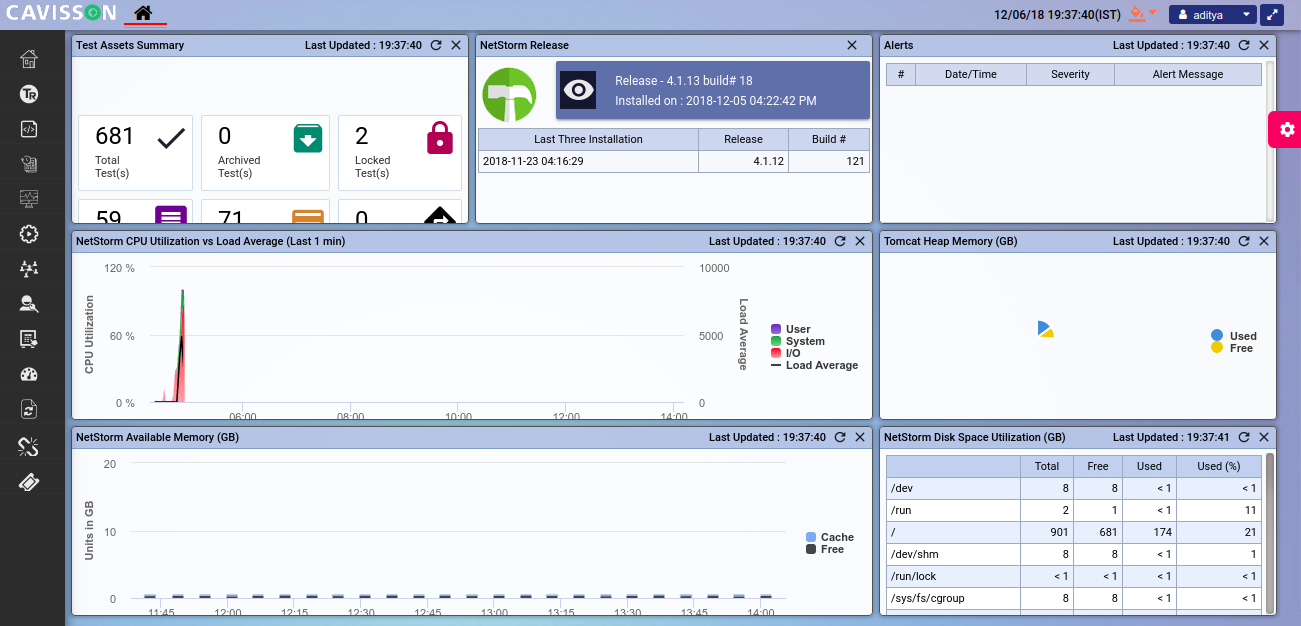 CAVISSON
12/06/18 19:37:40(IST)
aditya
Test Assets Summary
Last Updated : 19:37:40
681
Total
Test(s)
0
Archived
Test(s)
2
Locked
Test(s)
59
71
0
NetStorm Release
Release - 4.1.13 build# 18
Installed on : 2018-12-05 04:22:42 PM
Last Three Installation Release Build #
2018-11-23 04:16:29 4.1.12 121
Alerts
Last Updated : 19:37:40
# Date/Time Severity Alert Message
TR
NetStorm CPU Utilization vs Load Average (Last 1 min)
Last Updated : 19:37:40
CPU Utilization
120 %
60 %
0 %
10000
5000
0
Load Average
06:00 08:00 10:00 12:00 14:00
User
System
I/O
Load Average
Tomcat Heap Memory (GB)
Last Updated : 19:37:40
Used
Free
NetStorm Available Memory (GB)
Last Updated : 19:37:40
Units in GB
20
10
0
11:45 12:00 12:15 12:30 12:45 13:00 13:15 13:30 13:45 14:00
Cache
Free
NetStorm Disk Space Utilization (GB)
Last Updated : 19:37:41
Total Free Used Used (%)
/dev 8 8 < 1 < 1
/run 2 1 < 1 11
/ 901 681 174 21
/dev/shm 8 8 < 1 1
/run/lock < 1 < 1 < 1 < 1
/sys/fs/cgroup 8 8 < 1 < 1